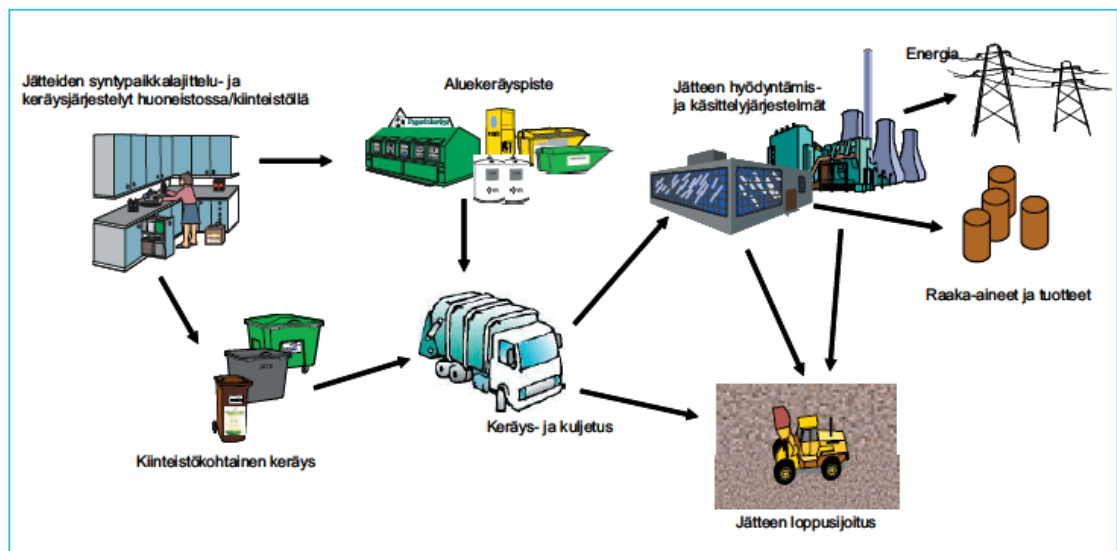 Jätteiden syntypaikkalajittelu- ja
keräysjärjestelyt huoneistossa/kiinteistöllä
Aluekeräyspiste
Jätteen hyödyntämis-
ja käsittelyjärjestelmät
Energia
Raaka-aineet ja tuotteet
Keräys- ja kuljetus
Kiinteistökohtainen keräys
Jätteen loppusijoitus